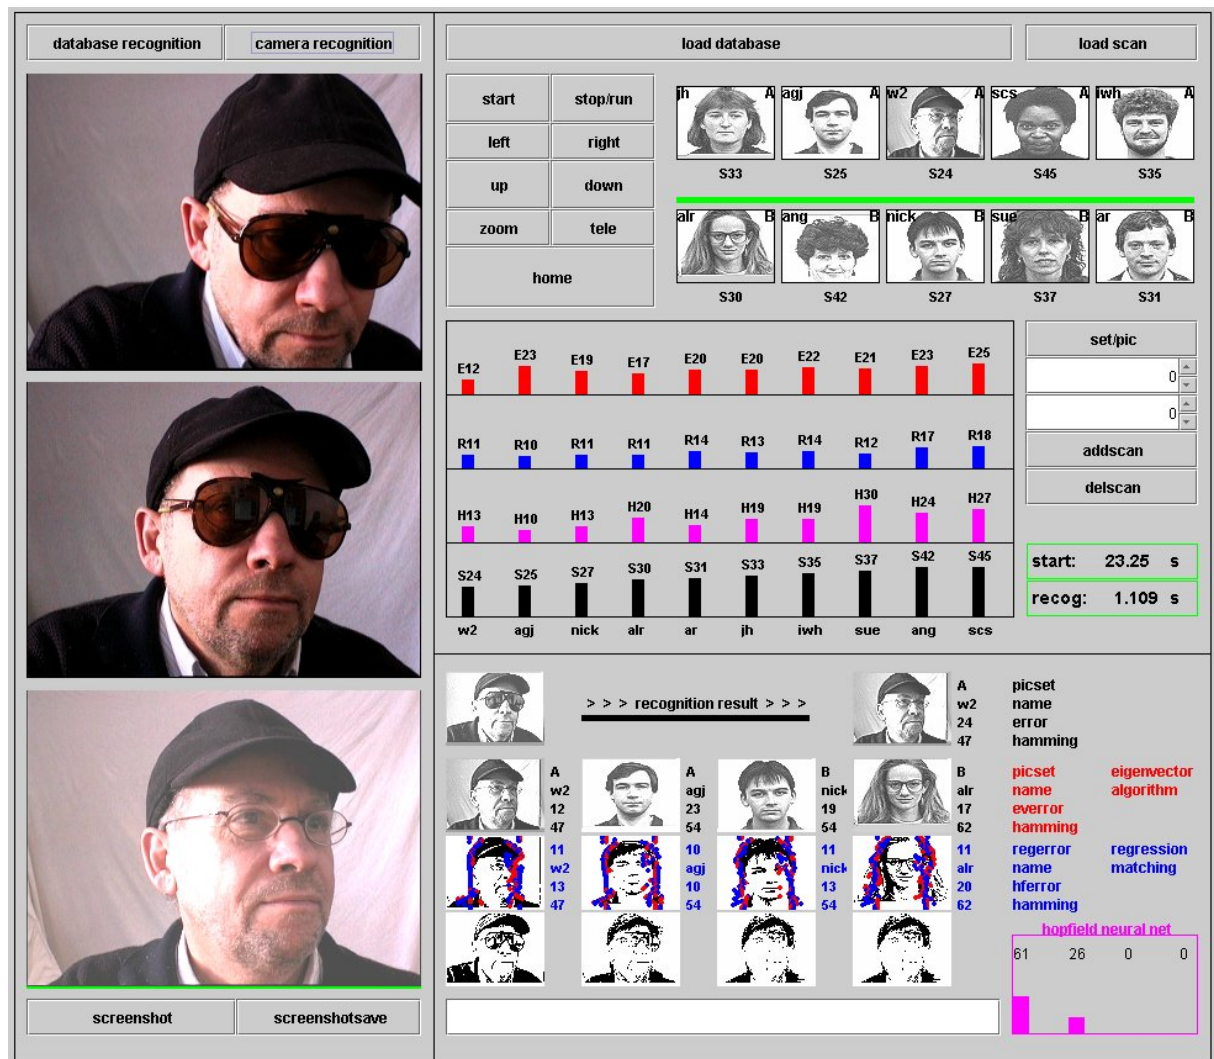 database recognition camera recognition
load database load scan
start stop/run
left right
up down
zoom tele
home
jh A agj A w2 A scs A iwh A
S33 S25 S24 S45 S35
alr B ang B nick B sue B ar B
S30 S42 S27 S37 S31
E12 E23 E19 E17 E20 E20 E22 E21 E23 E25
R11 R10 R11 R11 R14 R13 R14 R12 R17 R18
H13 H10 H13 H20 H14 H19 H19 H30 H24 H27
S24 S25 S27 S30 S31 S33 S35 S37 S42 S45
w2 agj nick alr ar jh iwh sue ang scs
set/pic
0
0
addscan
delscan
start: 23.25 s
recog: 1.109 s
> > > recognition result > > >
A picset
w2 name
24 error
47 hamming
A A B B picset eigenvector
w2 agj nick alr name algorithm
12 23 19 17 everror
47 54 54 62 hamming
11 10 11 11 regerror regression
w2 agj nick alr name matching
13 10 13 20 hferror
47 54 54 62 hamming
hopfield neural net
61 26 0 0
screenshot screenshotsave